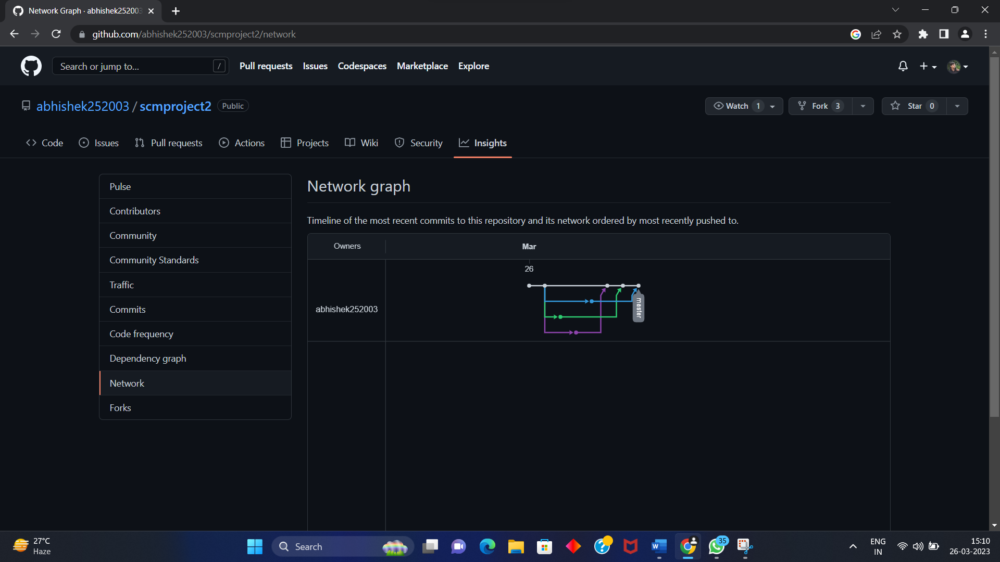 Network Graph · abhishek252003
github.com/abhishek252003/scmproject2/network
Search or jump to... /
Pull requests Issues Codespaces Marketplace Explore
abhishek252003 / scmproject2 Public
Watch 1 Fork 3 Star 0
Code Issues Pull requests Actions Projects Wiki Security Insights
Pulse
Contributors
Community
Community Standards
Traffic
Commits
Code frequency
Dependency graph
Network
Forks
Network graph
Timeline of the most recent commits to this repository and its network ordered by most recently pushed to.
Owners Mar
26
abhishek252003
master
27°C
Haze
Search
35
ENG
IN
15:10
26-03-2023